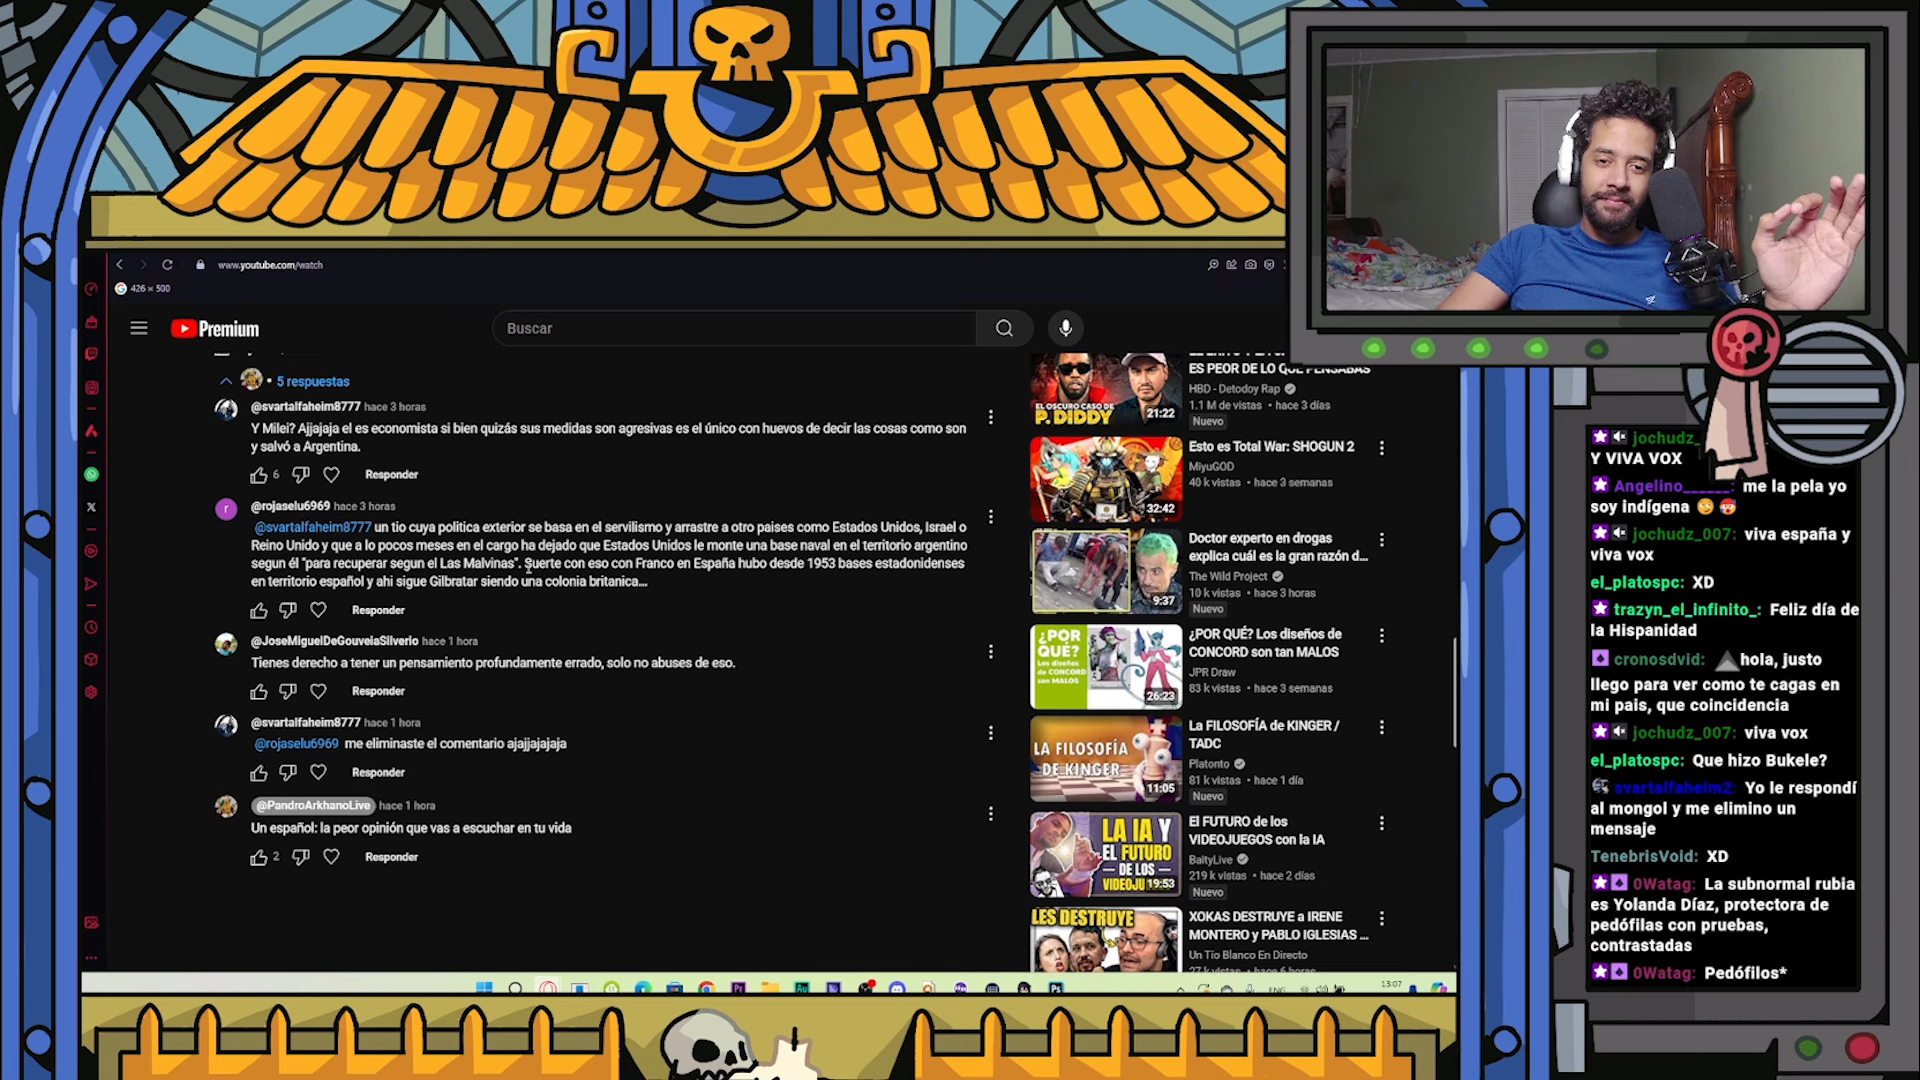 www.youtube.com/watch
426 × 500
Premium
Buscar
5 respuestas
@svartalfaheim8777 hace 3 horas
Y Milei? Ajjajaja el es economista si bien quizás sus medidas son agresivas es el único con huevos de decir las cosas como son
y salvó a Argentina.
6 Responder
@rojaselu6969 hace 3 horas
@svartalfaheim8777 un tio cuya politica exterior se basa en el servilismo y arrastre a otro paises como Estados Unidos, Israel o
Reino Unido y que a lo pocos meses en el cargo ha dejado que Estados Unidos le monte una base naval en el territorio argentino
segun él "para recuperar segun el Las Malvinas". Suerte con eso con Franco en España hubo desde 1953 bases estadonidenses
en territorio español y ahi sigue Gilbratar siendo una colonia britanica...
Responder
@JoseMiguelDeGouveiaSilverio hace 1 hora
Tienes derecho a tener un pensamiento profundamente errado, solo no abuses de eso.
Responder
@svartalfaheim8777 hace 1 hora
@rojaselu6969 me eliminaste el comentario ajajjajajaja
Responder
@PandroArkhanoLive hace 1 hora
Un español: la peor opinión que vas a escuchar en tu vida
2 Responder
EL OSCURO CASO DE
P. DIDDY
21:22
ES PEOR DE LO QUE PENSABAS
HBD - Detodoy Rap
1.1 M de vistas • hace 3 días
Nuevo
32:42
Esto es Total War: SHOGUN 2
MiyuGOD
40 k vistas • hace 3 semanas
9:37
Doctor experto en drogas
explica cuál es la gran razón d...
The Wild Project
10 k vistas • hace 3 horas
Nuevo
¿POR
QUÉ?
Los diseños de
CONCORD
son MALOS
26:23
¿POR QUÉ? Los diseños de
CONCORD son tan MALOS
JPR Draw
83 k vistas • hace 3 semanas
LA FILOSOFÍA
DE KINGER
11:05
La FILOSOFÍA de KINGER /
TADC
Platonto
81 k vistas • hace 1 día
Nuevo
LA IA Y
EL FUTURO
DE LOS
19:53
El FUTURO de los
VIDEOJUEGOS con la IA
BaityLive
219 k vistas • hace 2 días
Nuevo
LES DESTRUYE
XOKAS DESTRUYE a IRENE
MONTERO y PABLO IGLESIAS ...
Un Tío Blanco En Directo
27 k vistas • hace 6 horas
ENG
13:07
jochudz_
Y VIVA VOX
Angelino______: me la pela yo
soy indígena
jochudz_007: viva españa y
viva vox
el_platospc: XD
trazyn_el_infinito_: Feliz día de
la Hispanidad
cronosdvid: hola, justo
llego para ver como te cagas en
mi pais, que coincidencia
jochudz_007: viva vox
el_platospc: Que hizo Bukele?
svartalfaheim2: Yo le respondí
al mongol y me elimino un
mensaje
TenebrisVoid: XD
0Watag: La subnormal rubia
es Yolanda Díaz, protectora de
pedófilas con pruebas,
contrastadas
0Watag: Pedófilos*